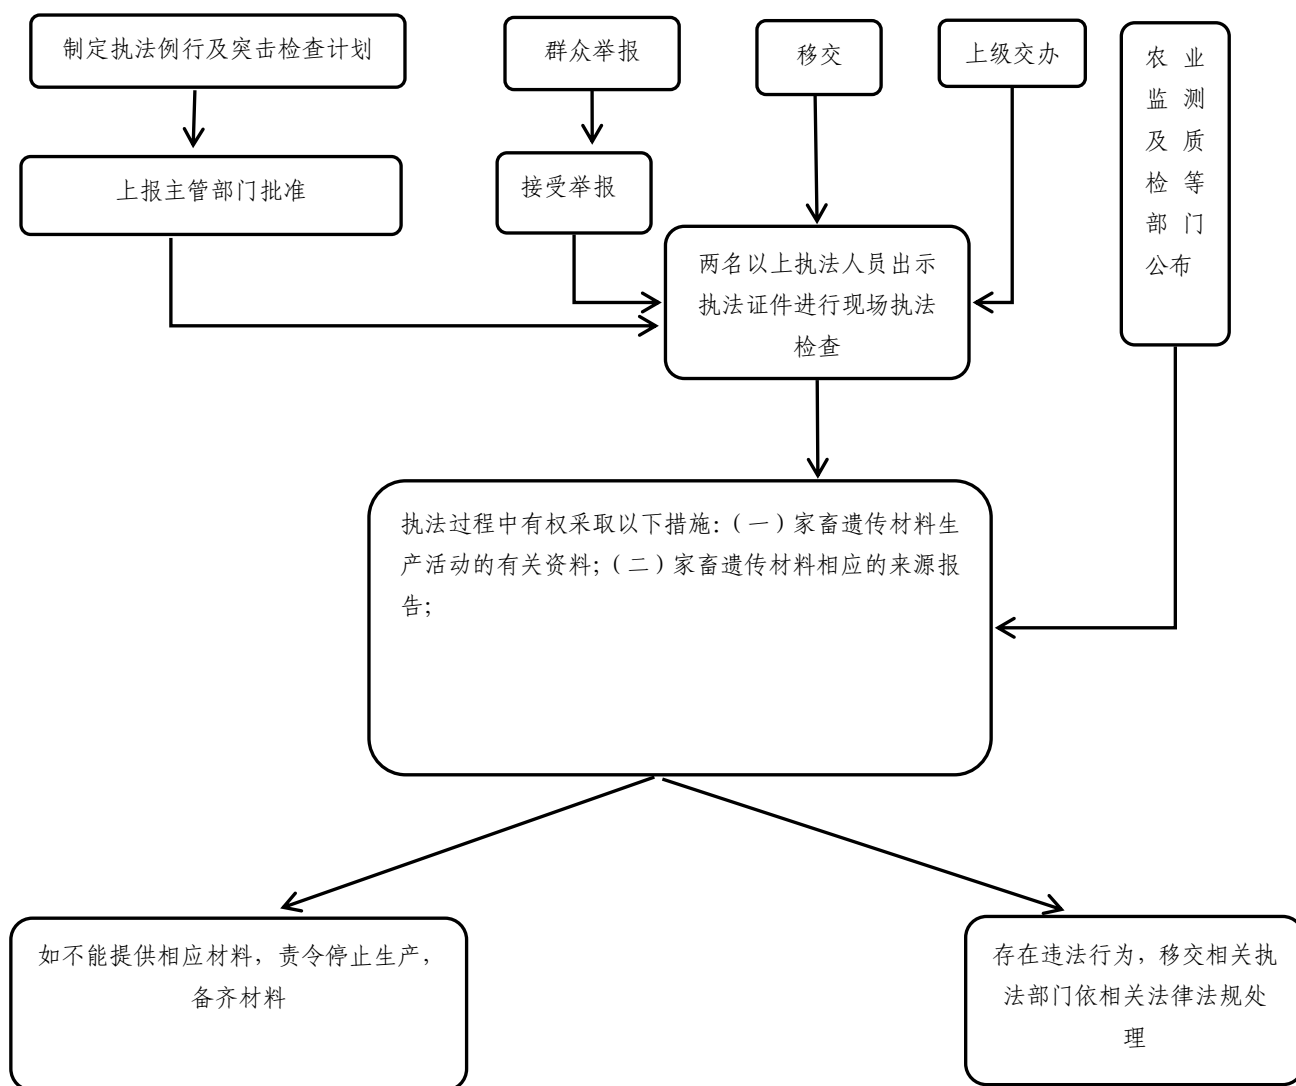 制定执法例行及突击检查计划
群众举报
移交
上级交办
农业
监测
及质
检等
部门
公布
上报主管部门批准
接受举报
两名以上执法人员出示
执法证件进行现场执法
检查
执法过程中有权采取以下措施：（一）家畜遗传材料生
产活动的有关资料；（二）家畜遗传材料相应的来源报
告；
如不能提供相应材料，责令停止生产，
备齐材料
存在违法行为，移交相关执
法部门依相关法律法规处
理